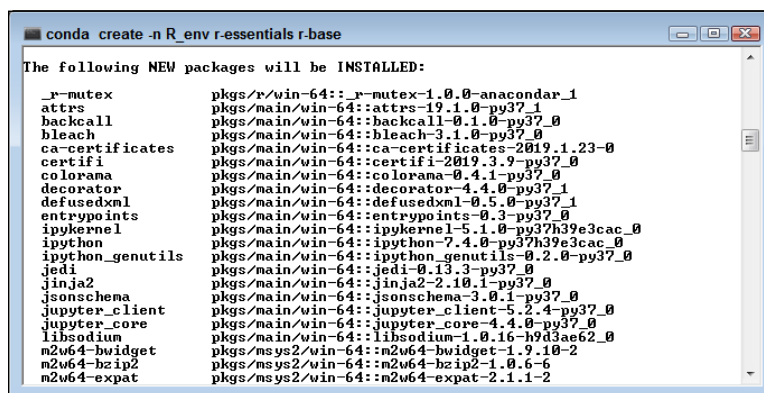 conda create -n R_env r-essentials r-base
The following NEW packages will be INSTALLED:
_r-mutex pkgs/r/win-64::_r-mutex-1.0.0-anacondar_1
attrs pkgs/main/win-64::attrs-19.1.0-py37_1
backcall pkgs/main/win-64::backcall-0.1.0-py37_0
bleach pkgs/main/win-64::bleach-3.1.0-py37_0
ca-certificates pkgs/main/win-64::ca-certificates-2019.1.23-0
certifi pkgs/main/win-64::certifi-2019.3.9-py37_0
colorama pkgs/main/win-64::colorama-0.4.1-py37_0
decorator pkgs/main/win-64::decorator-4.4.0-py37_1
defusedxml pkgs/main/win-64::defusedxml-0.5.0-py37_1
entrypoints pkgs/main/win-64::entrypoints-0.3-py37_0
ipykernel pkgs/main/win-64::ipykernel-5.1.0-py37h39e3cac_0
ipython pkgs/main/win-64::ipython-7.4.0-py37h39e3cac_0
ipython_genutils pkgs/main/win-64::ipython_genutils-0.2.0-py37_0
jedi pkgs/main/win-64::jedi-0.13.3-py37_0
jinja2 pkgs/main/win-64::jinja2-2.10.1-py37_0
jsonschema pkgs/main/win-64::jsonschema-3.0.1-py37_0
jupyter_client pkgs/main/win-64::jupyter_client-5.2.4-py37_0
jupyter_core pkgs/main/win-64::jupyter_core-4.4.0-py37_0
libsodium pkgs/main/win-64::libsodium-1.0.16-h9d3ae62_0
m2w64-bwidget pkgs/msys2/win-64::m2w64-bwidget-1.9.10-2
m2w64-bzip2 pkgs/msys2/win-64::m2w64-bzip2-1.0.6-6
m2w64-expat pkgs/msys2/win-64::m2w64-expat-2.1.1-2